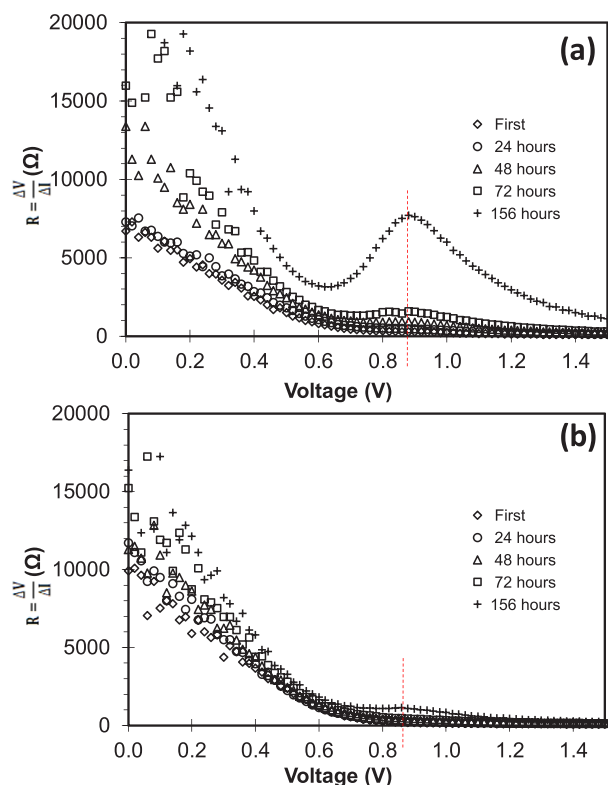 (a)
20000
15000
10000
5000
0
R = ΔV/ΔI (Ω)
◇ First
○ 24 hours
△ 48 hours
□ 72 hours
+ 156 hours
0.0 0.2 0.4 0.6 0.8 1.0 1.2 1.4
Voltage (V)
(b)
20000
15000
10000
5000
0
R = ΔV/ΔI (Ω)
◇ First
○ 24 hours
△ 48 hours
□ 72 hours
+ 156 hours
0.0 0.2 0.4 0.6 0.8 1.0 1.2 1.4
Voltage (V)